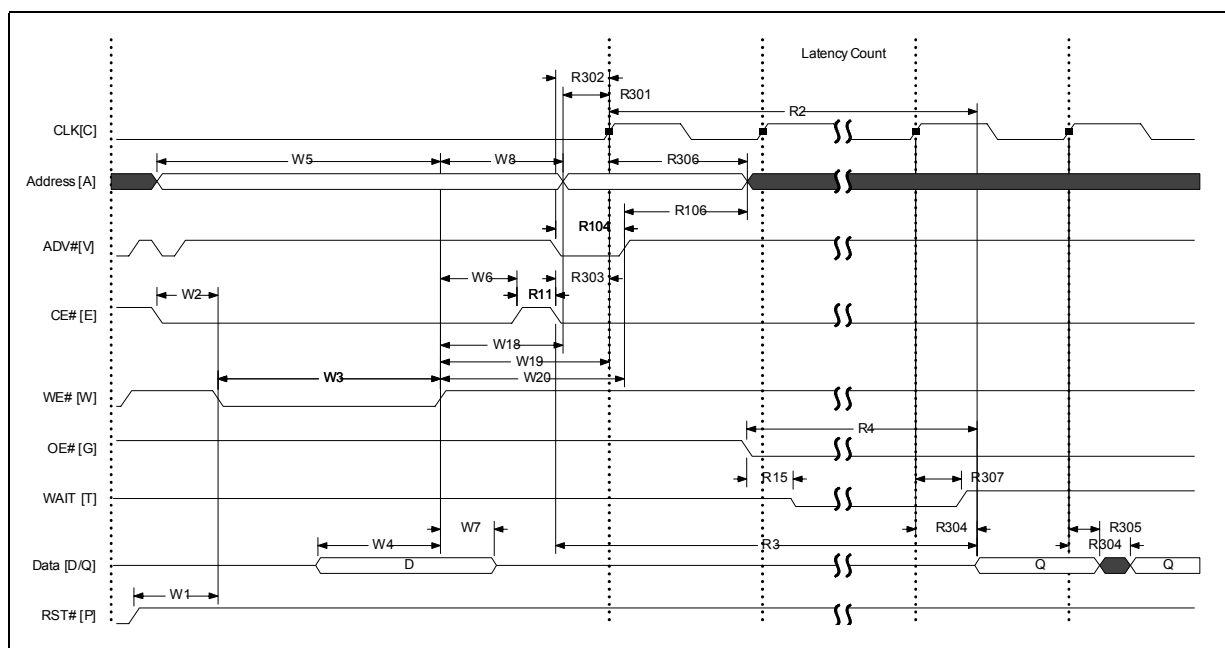 Latency Count
R302
R301
R2
CLK[C]
W5
W8
R306
Address [A]
R106
R104
ADV#[V]
W6
R303
W2
R11
CE# [E]
W18
W19
W3
W20
WE# [W]
R4
OE# [G]
R15
R307
WAIT [T]
W7
R304
R305
W4
R3
R304
Data [D/Q]
D
Q
Q
W1
RST# [P]